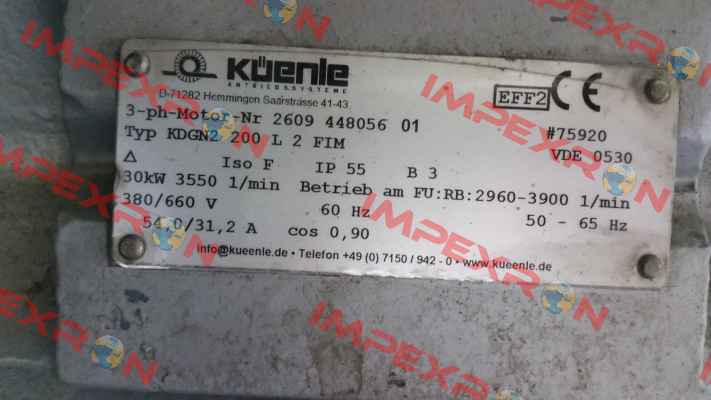 KÜENLE
ANTRIEBSSYSTEME
D-71282 Hemmingen Saarstrasse 41-43
EFF2 CE
3-ph-Motor-Nr 2609 448056 01 #75920
Typ KDGN2 200 L 2 FIM VDE 0530
Δ Iso F IP 55 B 3
30kW 3550 1/min Betrieb am FU:RB:2960-3900 1/min
380/660 V 60 Hz 50 - 65 Hz
54,0/31,2 A cos 0,90
info@kueenle.de • Telefon +49 (0) 7150 / 942 - 0 • www.kueenle.de
IMPEXRON
IMPEXRON
IMPEXRON
IMPEXRON
IMPEXRON
IMPEXRON